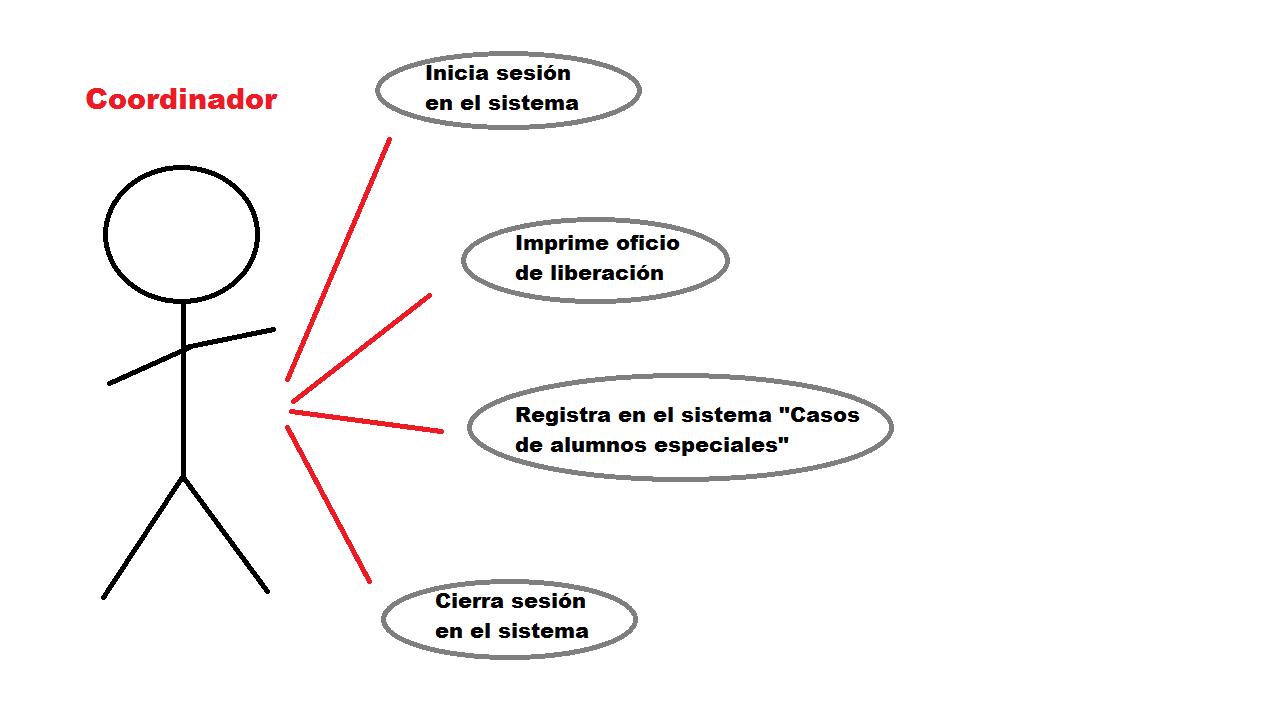 Coordinador
Inicia sesión
en el sistema
Imprime oficio
de liberación
Registra en el sistema "Casos
de alumnos especiales"
Cierra sesión
en el sistema